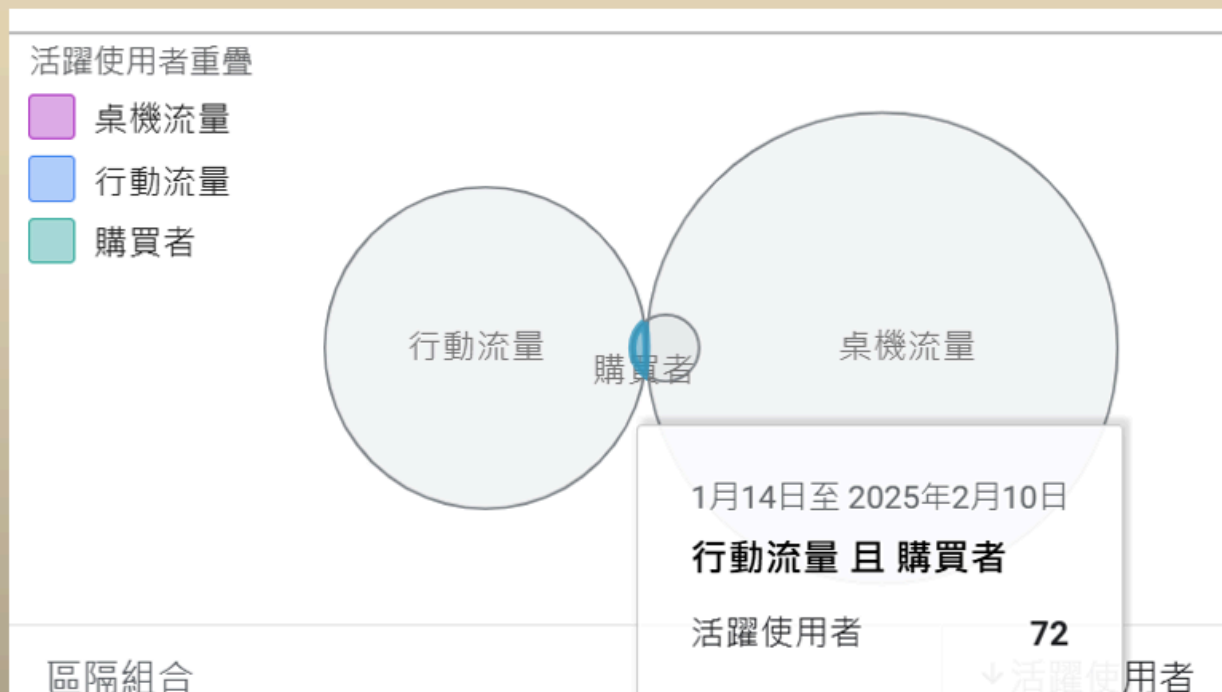 活躍使用者重疊
桌機流量
行動流量
購買者
行動流量
購買者
桌機流量
1月14日至 2025年2月10日
行動流量 且 購買者
活躍使用者 72
區隔組合
↓活躍使用者